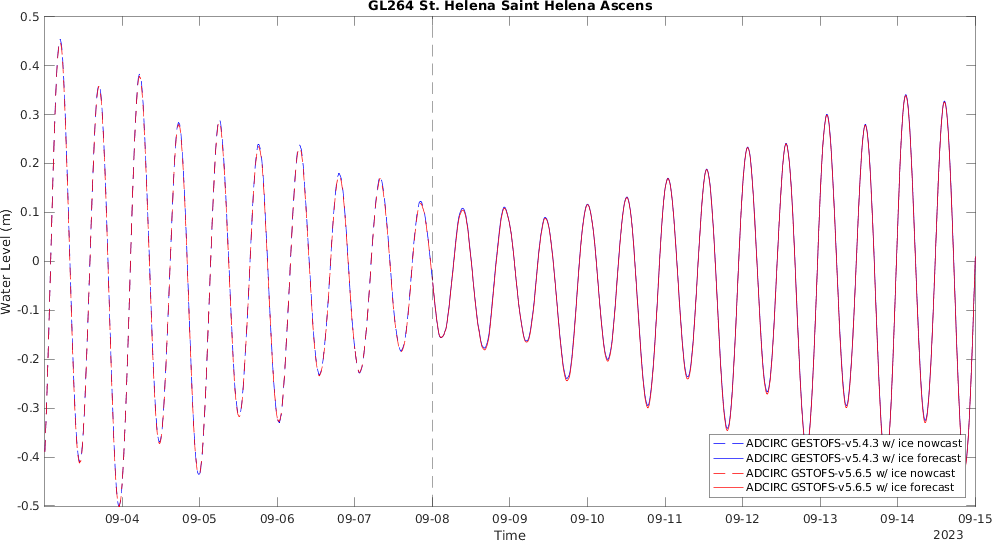 GL264 St. Helena Saint Helena Ascens
0.5
0.4
0.3
0.2
0.1
0
-0.1
-0.2
-0.3
-0.4
-0.5
Water Level (m)
ADCIRC GESTOFS-v5.4.3 w/ ice nowcast
ADCIRC GESTOFS-v5.4.3 w/ ice forecast
ADCIRC GSTOFS-v5.6.5 w/ ice nowcast
ADCIRC GSTOFS-v5.6.5 w/ ice forecast
09-04 09-05 09-06 09-07 09-08 09-09 09-10 09-11 09-12 09-13 09-14 09-15
Time
2023